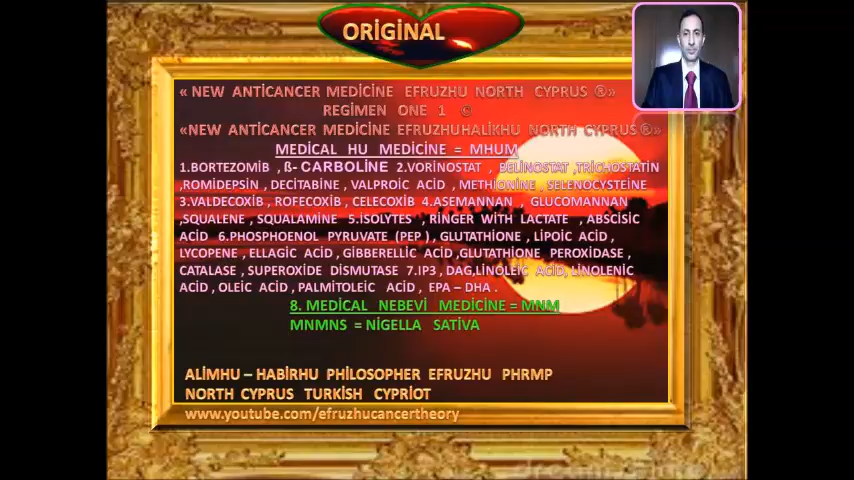 ORİGİNAL
« NEW ANTİCANCER MEDİCİNE EFRUZHU NORTH CYPRUS ®»
REGİMEN ONE 1 ©
«NEW ANTİCANCER MEDİCİNE EFRUZHUHALİKHU NORTH CYPRUS®»
MEDİCAL HU MEDİCİNE = MHUM
1.BORTEZOMİB , ß- CARBOLİNE 2.VORİNOSTAT , BELİNOSTAT ,TRİCHOSTATİN
,ROMİDEPSİN , DECİTABİNE , VALPROİC ACİD , METHİONİNE , SELENOCYSTEİNE
3.VALDECOXİB , ROFECOXİB , CELECOXİB 4.ASEMANNAN , GLUCOMANNAN
,SQUALENE , SQUALAMİNE 5.İSOLYTES , RİNGER WİTH LACTATE , ABSCİSİC
ACİD 6.PHOSPHOENOL PYRUVATE (PEP ) , GLUTATHİONE , LİPOİC ACİD ,
LYCOPENE , ELLAGİC ACİD , GİBBERELLİC ACİD ,GLUTATHİONE PEROXİDASE ,
CATALASE , SUPEROXİDE DİSMUTASE 7.IP3 , DAG,LİNOLEİC ACİD, LİNOLENİC
ACİD , OLEİC ACİD , PALMİTOLEİC ACİD , EPA – DHA .
8. MEDİCAL NEBEVİ MEDİCİNE = MNM
MNMNS = NİGELLA SATİVA
ALİMHU – HABİRHU PHİLOSOPHER EFRUZHU PHRMP
NORTH CYPRUS TURKİSH CYPRİOT
www.youtube.com/efruzhucancertheory